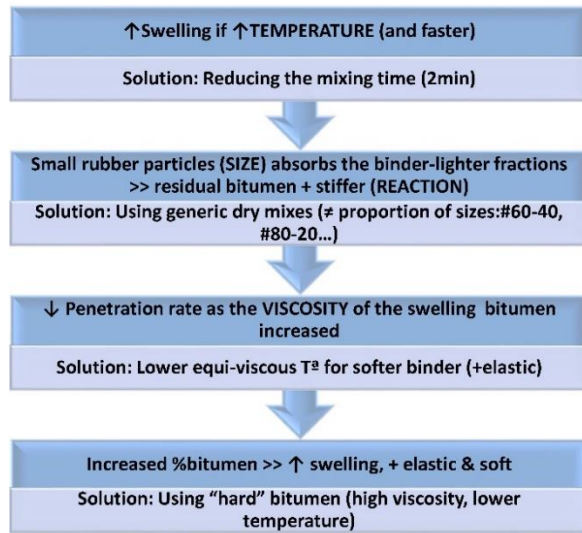 ↑Swelling if ↑TEMPERATURE (and faster)
Solution: Reducing the mixing time (2min)
Small rubber particles (SIZE) absorbs the binder-lighter fractions
>> residual bitumen + stiffer (REACTION)
Solution: Using generic dry mixes (≠ proportion of sizes:#60-40,
#80-20...)
↓ Penetration rate as the VISCOSITY of the swelling bitumen
increased
Solution: Lower equi-viscous Tª for softer binder (+elastic)
Increased %bitumen >> ↑ swelling, + elastic & soft
Solution: Using “hard” bitumen (high viscosity, lower
temperature)